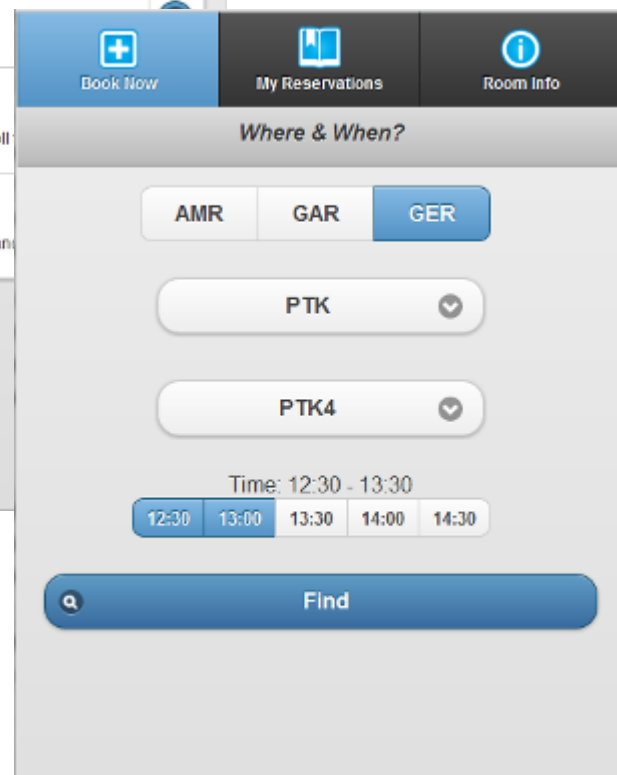 Book Now My Reservations Room Info
Where & When?
AMR GAR GER
PTK
PTK4
Time: 12:30 - 13:30
12:30 13:00 13:30 14:00 14:30
Find